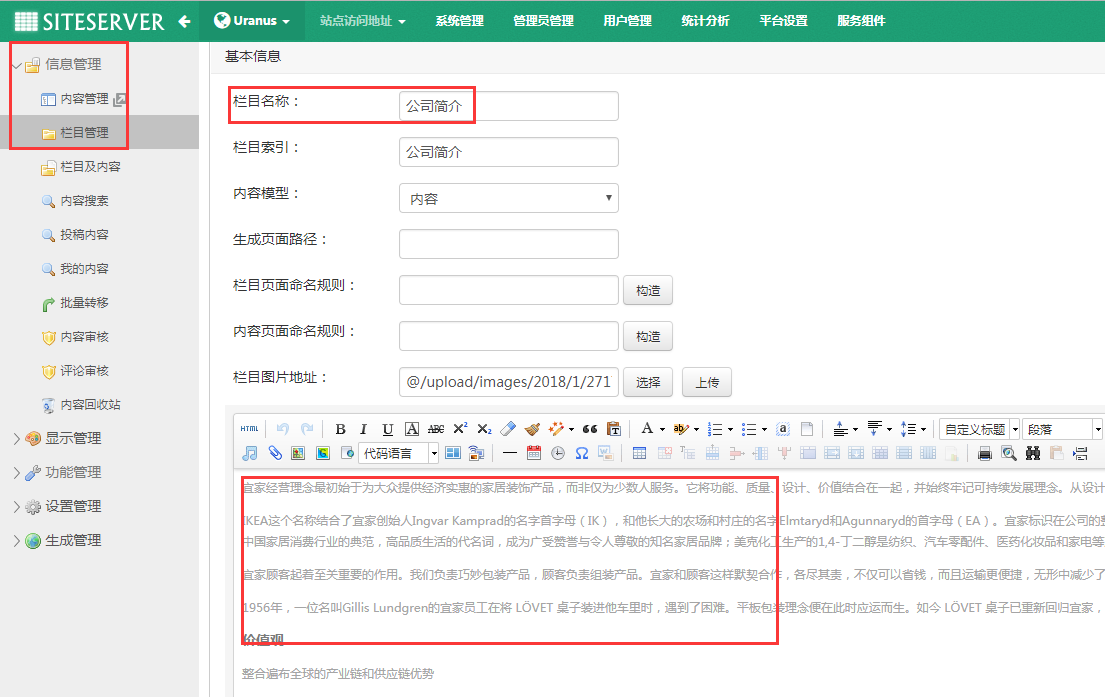 SITESERVER Uranus 站点访问地址 系统管理 管理员管理 用户管理 统计分析 平台设置 服务组件
信息管理
内容管理
栏目管理
栏目及内容
内容搜索
投稿内容
我的内容
批量转移
内容审核
评论审核
内容回收站
显示管理
功能管理
设置管理
生成管理
基本信息
栏目名称： 公司简介
栏目索引： 公司简介
内容模型： 内容
生成页面路径：
栏目页面命名规则： 构造
内容页面命名规则： 构造
栏目图片地址： @/upload/images/2018/1/271 选择 上传
HTML B I U A ABC X² X₂ A ab a 自定义标题 段落
代码语言
宜家经营理念最初始于为大众提供经济实惠的家居装饰产品，而非仅为少数人服务。它将功能、质量、设计、价值结合在一起，并始终牢记可持续发展理念。从设计
IKEA这个名称结合了宜家创始人Ingvar Kamprad的名字首字母（IK），和他长大的农场和村庄的名字Elmtaryd和Agunnaryd的首字母（EA）。宜家标识在公司的
中国家居消费行业的典范，高品质生活的代名词，成为广受赞誉与令人尊敬的知名家居品牌；美克化工生产的1,4-丁二醇是纺织、汽车零配件、医药化妆品和家电等
宜家顾客起着至关重要的作用。我们负责巧妙包装产品，顾客负责组装产品。宜家和顾客这样默契合作，各尽其责，不仅可以省钱，而且运输更便捷，无形中减少了
1956年，一位名叫Gillis Lundgren的宜家员工在将 LÖVET 桌子装进他车里时，遇到了困难。平板包装理念便在此时应运而生。如今 LÖVET 桌子已重新回归宜家，
价值观
整合遍布全球的产业链和供应链优势